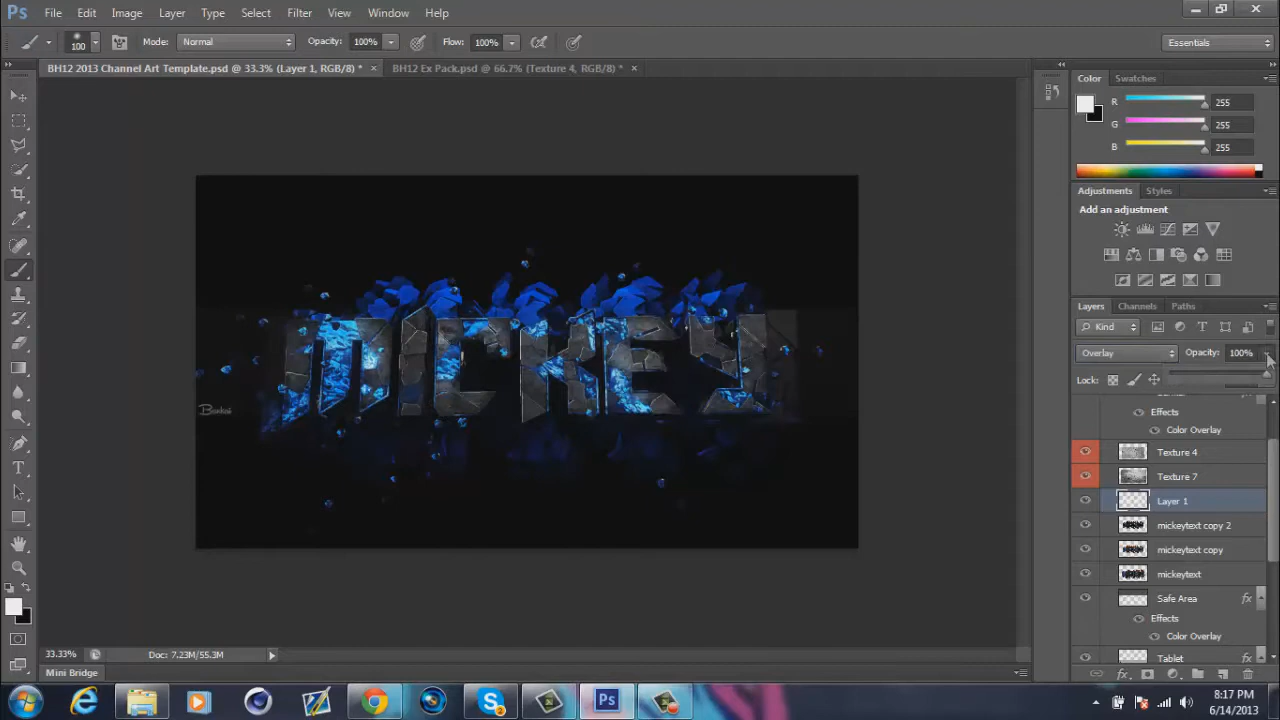 Ps File Edit Image Layer Type Select Filter View Window Help
100 Mode: Normal Opacity: 100% Flow: 100% Essentials
BH12 2013 Channel Art Template.psd @ 33.3% (Layer 1, RGB/8) * × BH12 Ex Pack.psd @ 66.7% (Texture 4, RGB/8) * ×
Color Swatches
R 255
G 255
B 255
Adjustments Styles
Add an adjustment
Layers Channels Paths
Kind
Overlay Opacity: 100%
Lock:
Effects
Color Overlay
Texture 4
Texture 7
Layer 1
mickeytext copy 2
mickeytext copy
mickeytext
Safe Area fx
Effects
Color Overlay
Tablet fx
MICKEY
33.33% Doc: 7.23M/55.3M
Mini Bridge
8:17 PM
6/14/2013